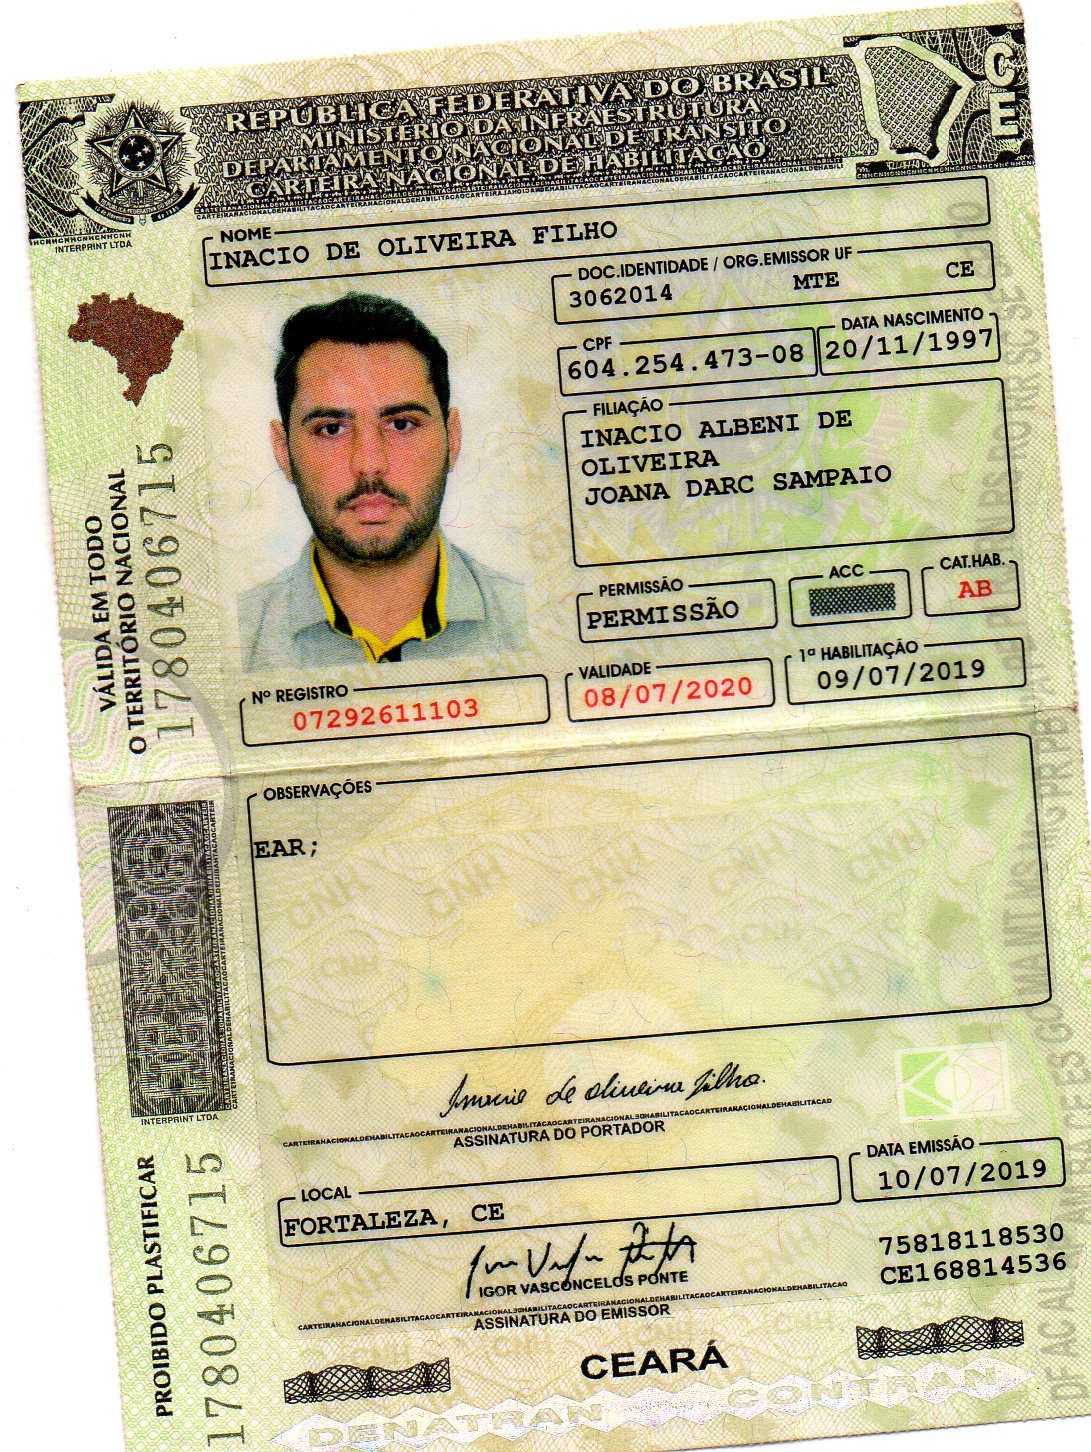 REPÚBLICA FEDERATIVA DO BRASIL
MINISTÉRIO DA INFRAESTRUTURA
DEPARTAMENTO NACIONAL DE TRÂNSITO
CARTEIRA NACIONAL DE HABILITAÇÃO
CE
INTERPRINT LTDA
NOME
INACIO DE OLIVEIRA FILHO
DOC.IDENTIDADE / ORG.EMISSOR UF
3062014 MTE CE
CPF
604.254.473-08
DATA NASCIMENTO
20/11/1997
FILIAÇÃO
INACIO ALBENI DE
OLIVEIRA
JOANA DARC SAMPAIO
PERMISSÃO
PERMISSÃO
ACC
CAT.HAB.
AB
Nº REGISTRO
07292611103
VALIDADE
08/07/2020
1ª HABILITAÇÃO
09/07/2019
VÁLIDA EM TODO
O TERRITÓRIO NACIONAL
1780406715
OBSERVAÇÕES
EAR;
INTERPRINT LTDA
Inacio de oliveira filho.
CARTEIRANACIONALDEHABILITACAOCARTEIRANACIONALDEHABILITACAO
ASSINATURA DO PORTADOR
LOCAL
FORTALEZA, CE
DATA EMISSÃO
10/07/2019
IGOR VASCONCELOS PONTE
ASSINATURA DO EMISSOR
75818118530
CE168814536
PROIBIDO PLASTIFICAR
1780406715
CEARÁ
DENATRAN CONTRAN